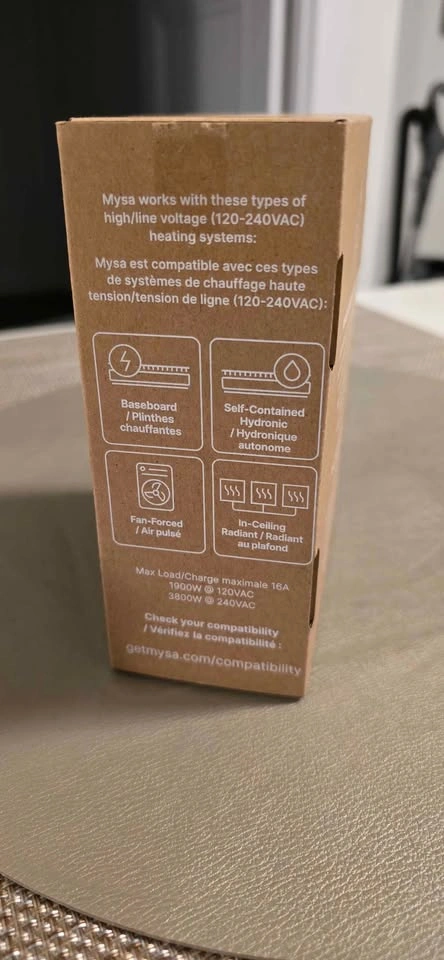 Mysa works with these types of
high/line voltage (120-240VAC)
heating systems:
Mysa est compatible avec ces types
de systèmes de chauffage haute
tension/tension de ligne (120-240VAC):
Baseboard
/ Plinthes
chauffantes
Self-Contained
Hydronic
/ Hydronique
autonome
Fan-Forced
/ Air pulsé
In-Ceiling
Radiant / Radiant
au plafond
Max Load/Charge maximale 16A
1900W @ 120VAC
3800W @ 240VAC
Check your compatibility
/ Vérifiez la compatibilité :
getmysa.com/compatibility